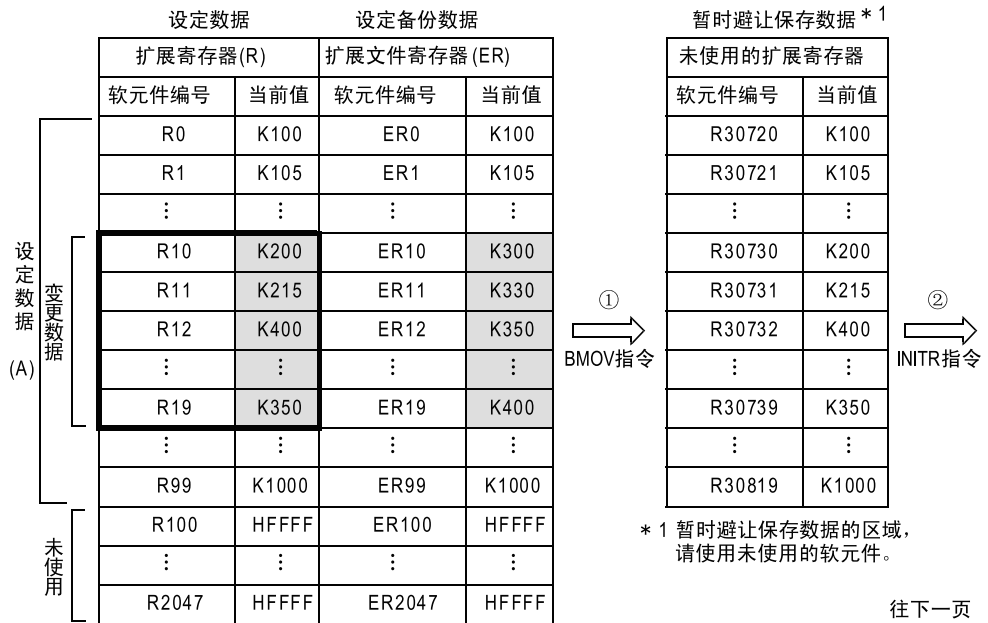 设定数据 设定备份数据 暂时避让保存数据＊1
扩展寄存器(R) 扩展文件寄存器(ER) 未使用的扩展寄存器
软元件编号 当前值 软元件编号 当前值 软元件编号 当前值
R0 K100 ER0 K100 R30720 K100
R1 K105 ER1 K105 R30721 K105
⋮ ⋮ ⋮ ⋮ ⋮ ⋮
R10 K200 ER10 K300 R30730 K200
R11 K215 ER11 K330 R30731 K215
R12 K400 ER12 K350 R30732 K400
⋮ ⋮ ⋮ ⋮ ⋮ ⋮
R19 K350 ER19 K400 R30739 K350
⋮ ⋮ ⋮ ⋮ ⋮ ⋮
R99 K1000 ER99 K1000 R30819 K1000
R100 HFFFF ER100 HFFFF
⋮ ⋮ ⋮ ⋮
R2047 HFFFF ER2047 HFFFF
设定数据
(A)
变更数据
未使用
①
BMOV指令
②
INITR指令
＊1 暂时避让保存数据的区域，
请使用未使用的软元件。
往下一页